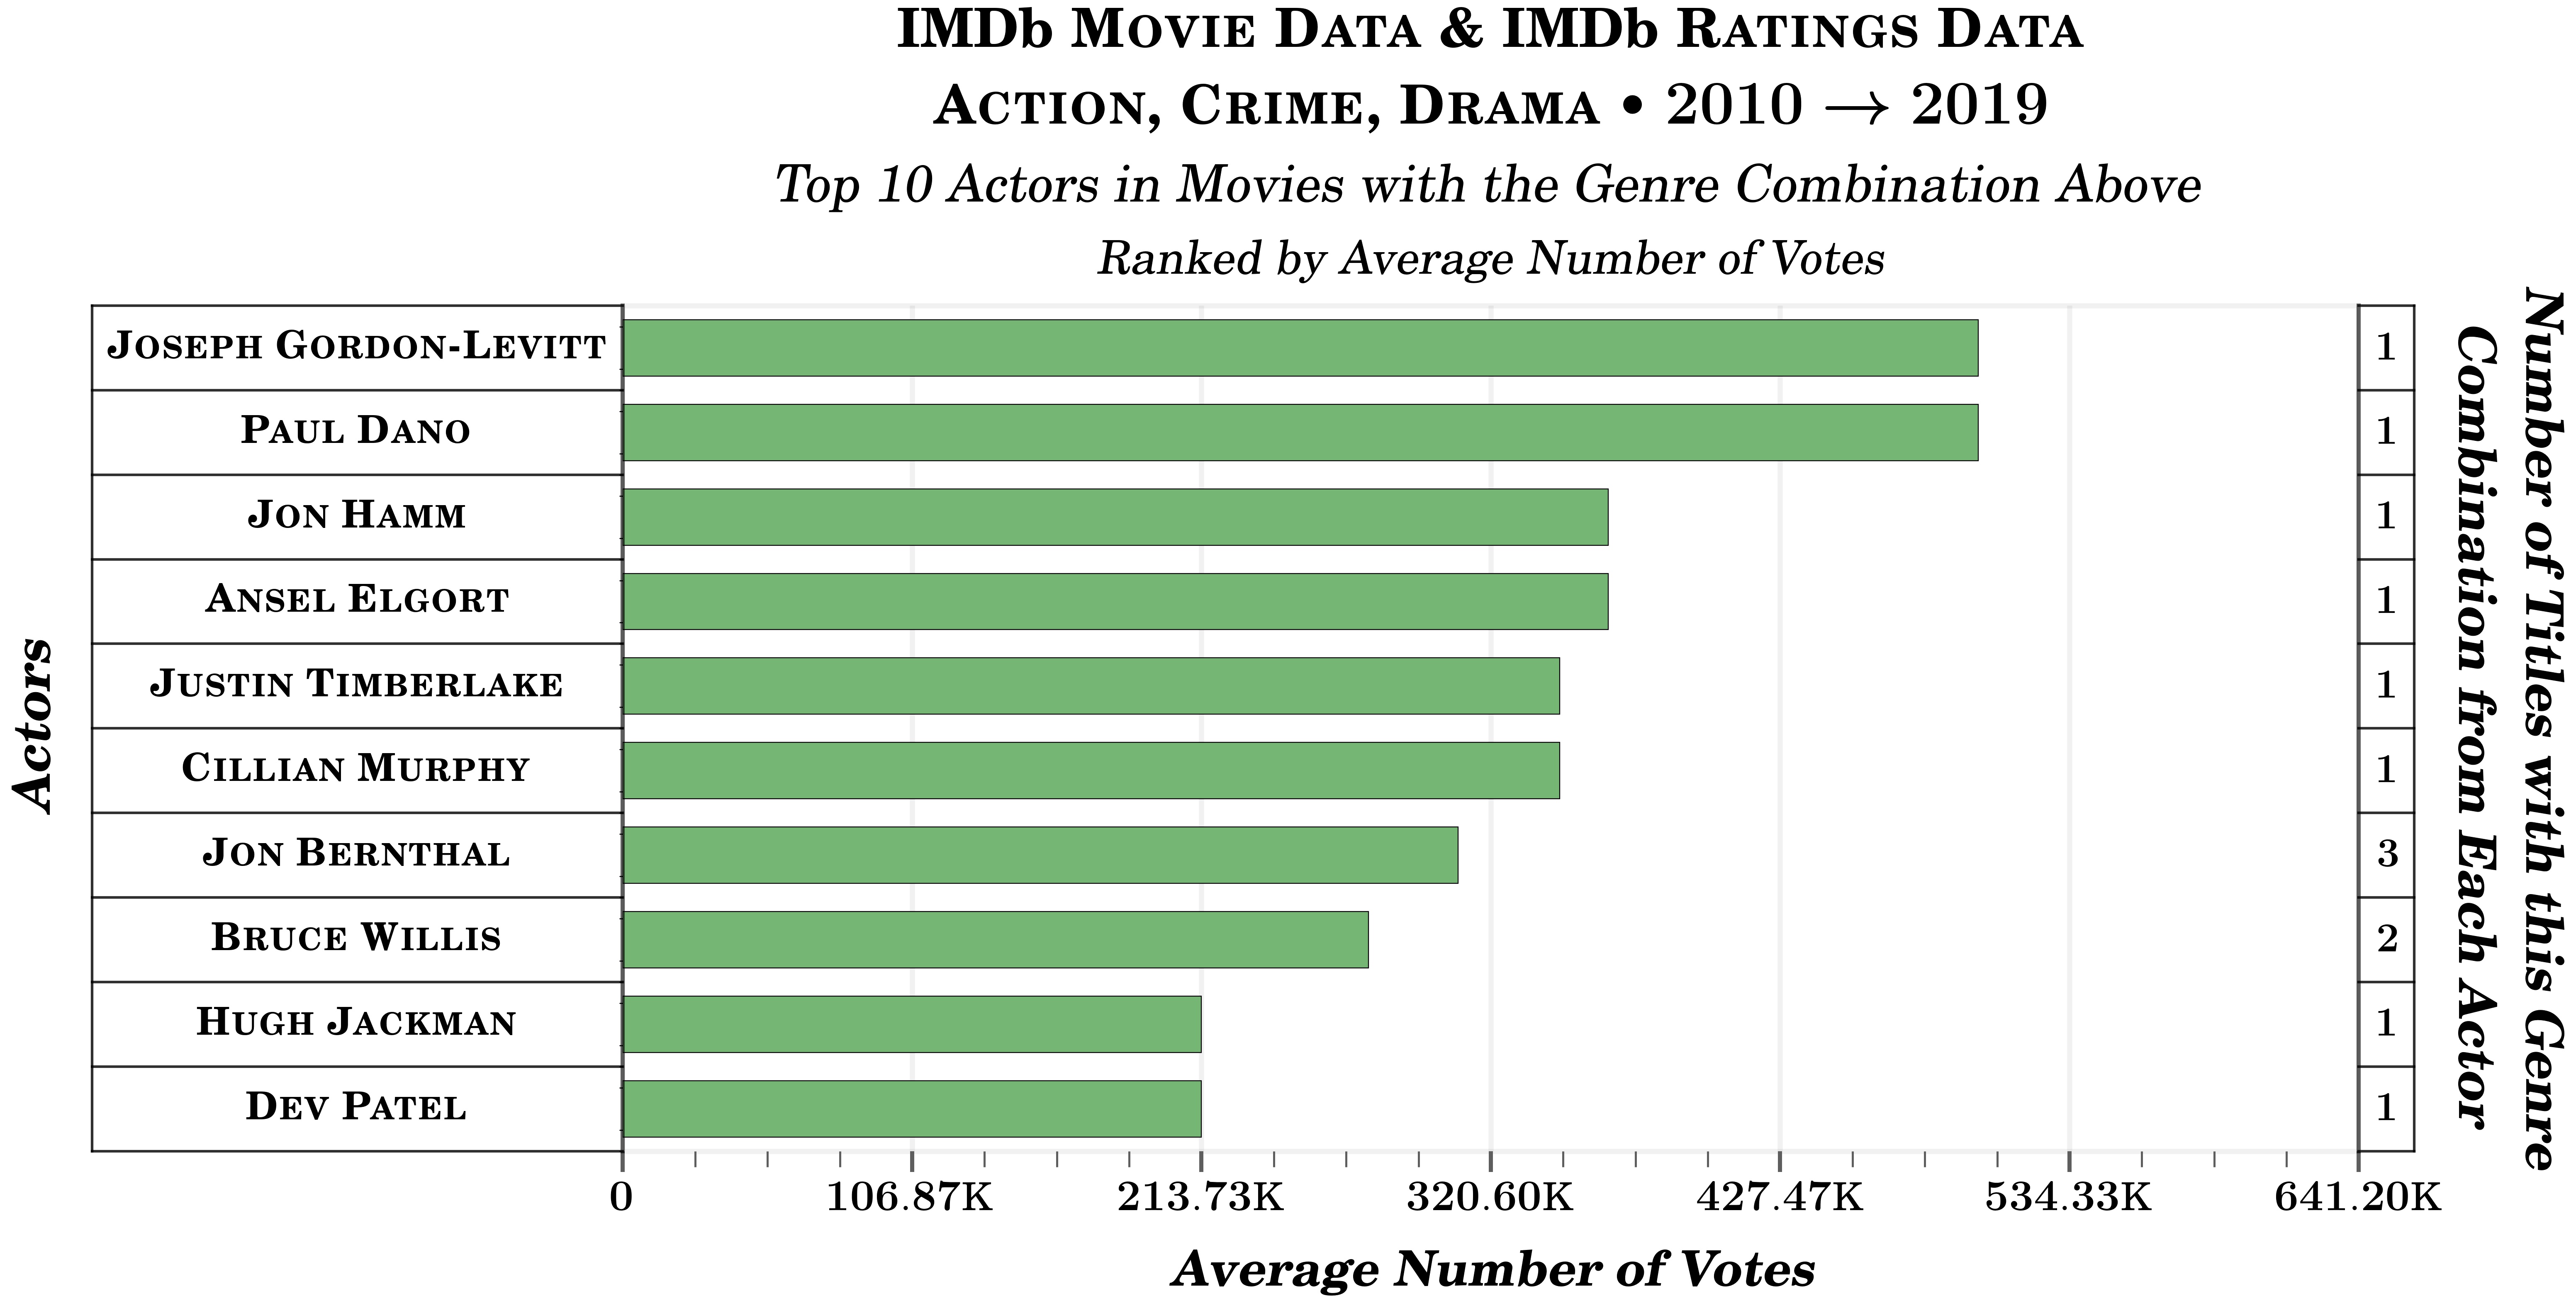 IMDb Movie Data & IMDb Ratings Data
Action, Crime, Drama • 2010 → 2019
Top 10 Actors in Movies with the Genre Combination Above
Ranked by Average Number of Votes
Actors
Joseph Gordon-Levitt 1
Paul Dano 1
Jon Hamm 1
Ansel Elgort 1
Justin Timberlake 1
Cillian Murphy 1
Jon Bernthal 3
Bruce Willis 2
Hugh Jackman 1
Dev Patel 1
Number of Titles with this Genre
Combination from Each Actor
0 106.87K 213.73K 320.60K 427.47K 534.33K 641.20K
Average Number of Votes